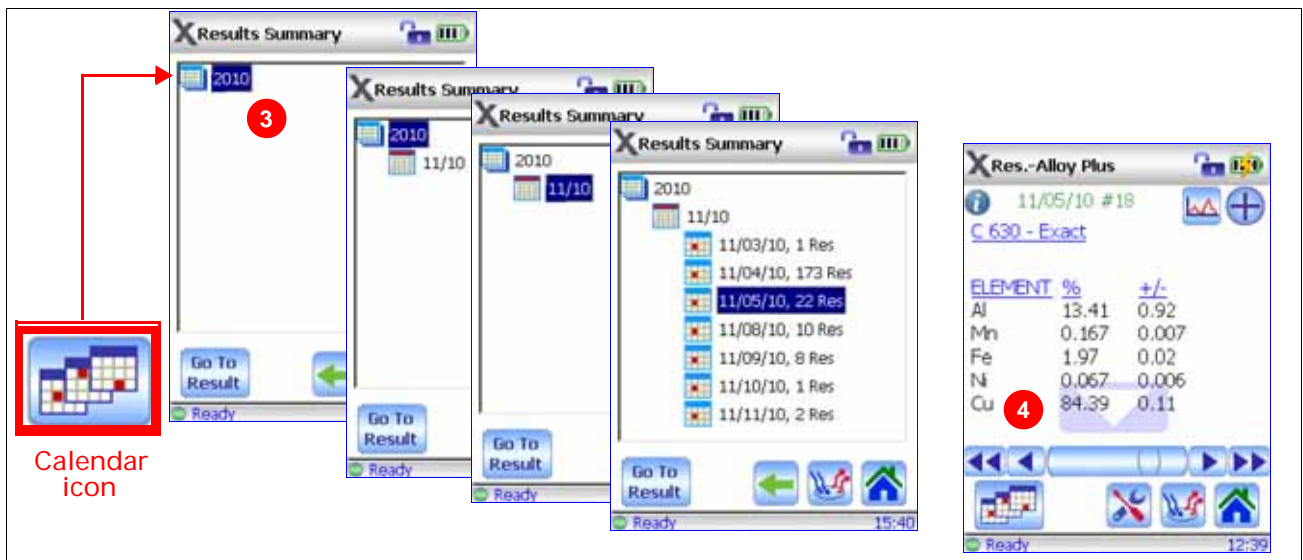 Results Summary
2010
3
Go To
Result
Ready
Calendar
icon
Results Summary
2010
11/10
Go To
Result
Ready
Results Summary
2010
11/10
Go To
Result
Ready
Results Summary
2010
11/10
11/03/10, 1 Res
11/04/10, 173 Res
11/05/10, 22 Res
11/08/10, 10 Res
11/09/10, 8 Res
11/10/10, 1 Res
11/11/10, 2 Res
Go To
Result
Ready 15:40
Res.-Alloy Plus
11/05/10 #18
C 630 - Exact
ELEMENT % +/-
Al 13.41 0.92
Mn 0.167 0.007
Fe 1.97 0.02
Ni 0.067 0.006
Cu 4 84.39 0.11
Ready 12:39